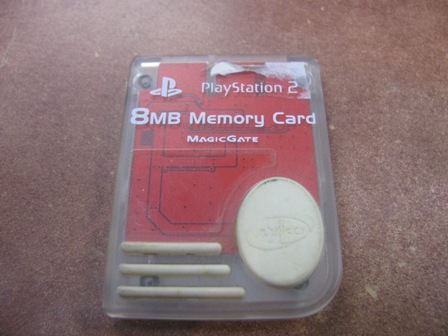 PlayStation 2
8MB Memory Card
MagicGate